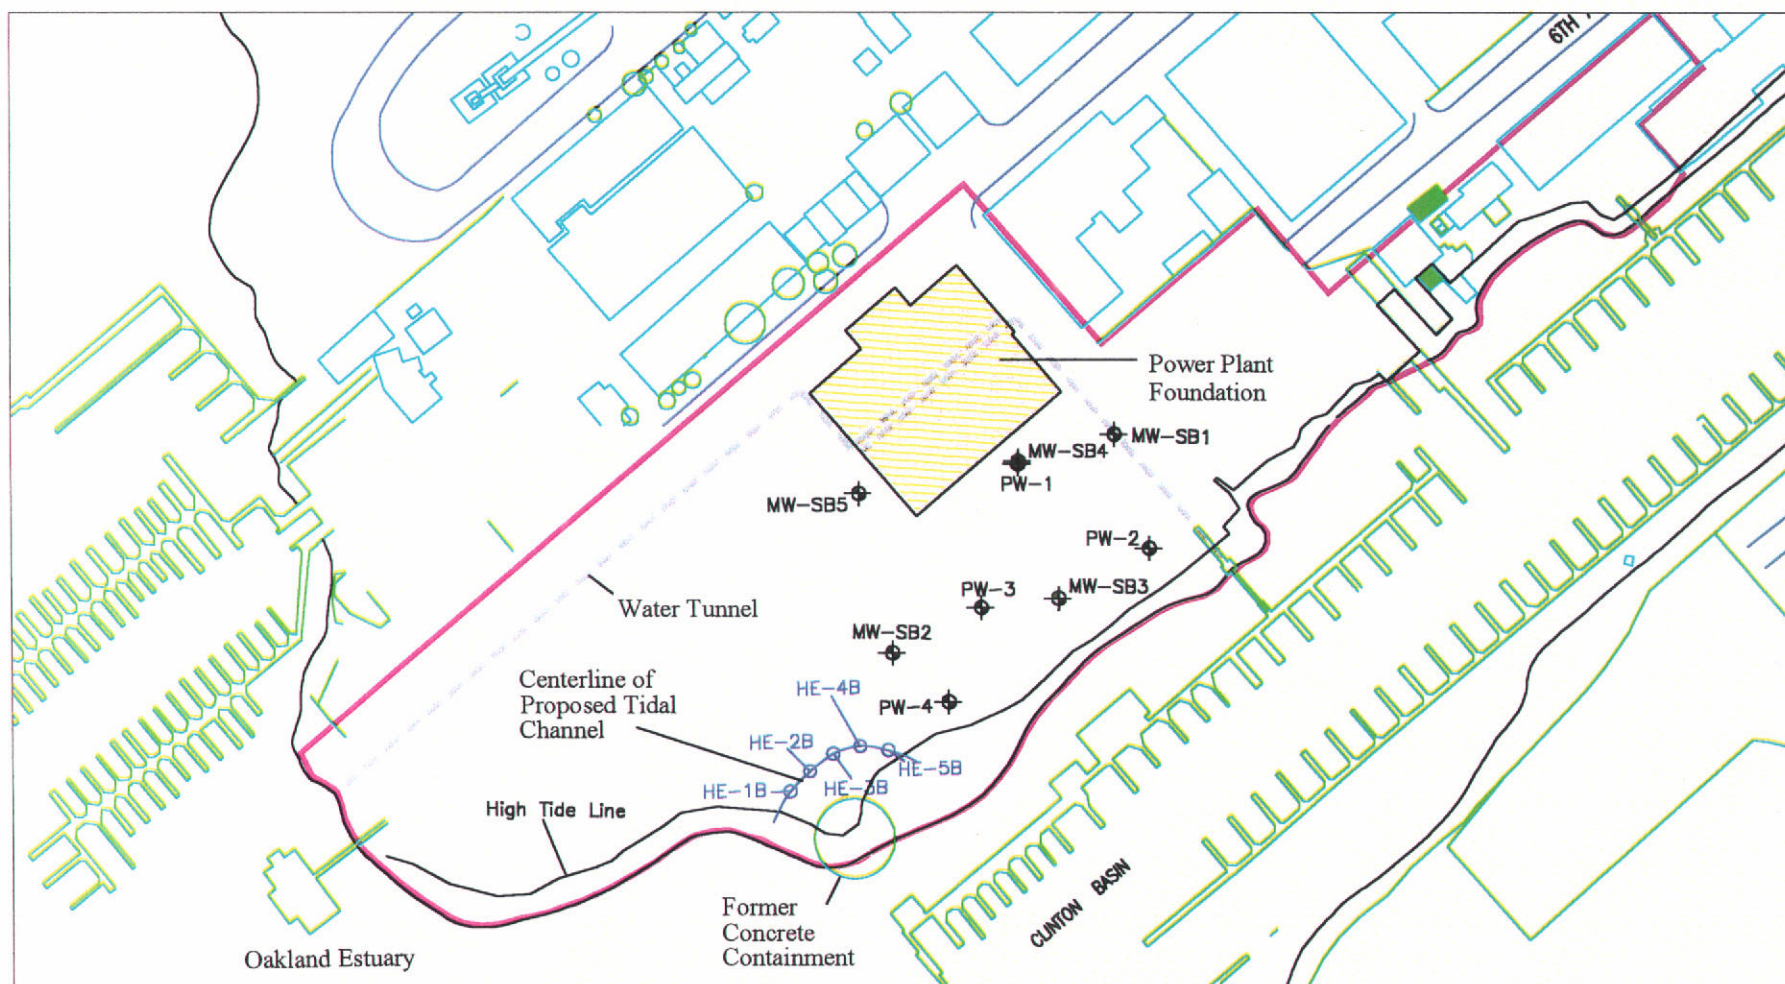 6TH
Power Plant
Foundation
MW-SB1
MW-SB4
PW-1
MW-SB5
PW-2
PW-3
MW-SB3
Water Tunnel
MW-SB2
Centerline of
Proposed Tidal
Channel
HE-4B
PW-4
HE-2B
HE-5B
HE-1B
HE-3B
High Tide Line
Former
Concrete
Containment
CLINTON BASIN
Oakland Estuary